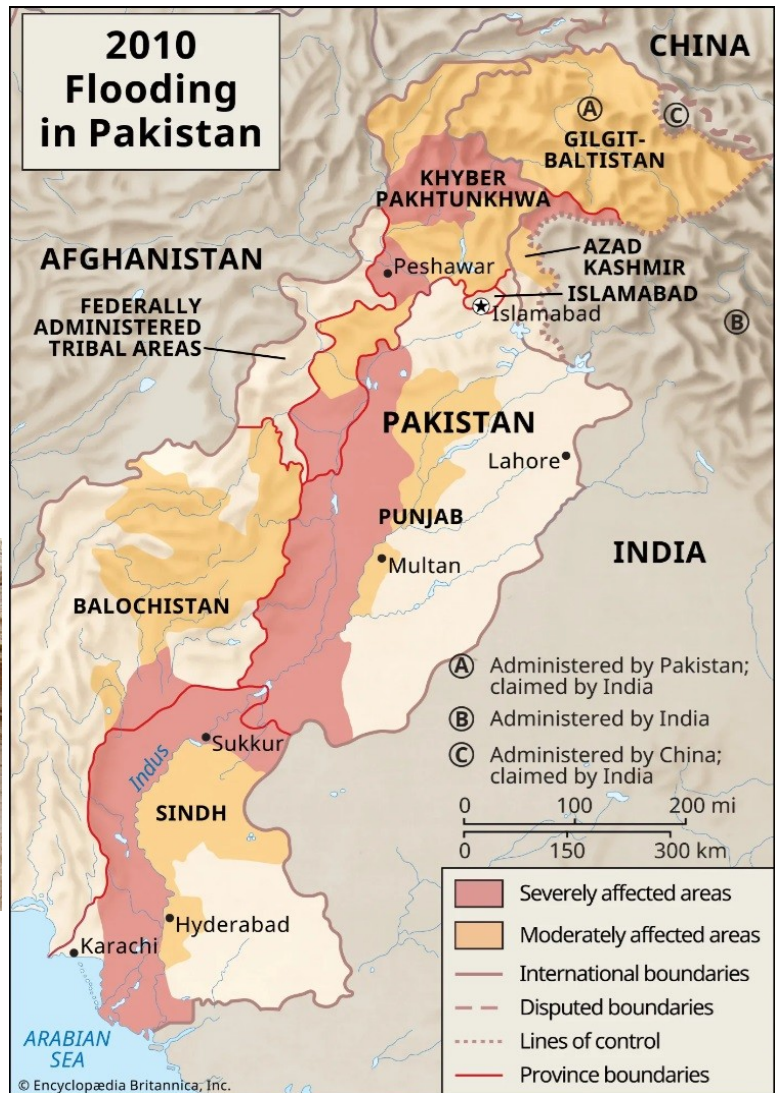 2010
Flooding
in Pakistan
CHINA
A
C
GILGIT-
BALTISTAN
KHYBER
PAKHTUNKHWA
AFGHANISTAN
AZAD
KASHMIR
Peshawar
ISLAMABAD
Islamabad
FEDERALLY
ADMINISTERED
TRIBAL AREAS
B
PAKISTAN
Lahore
PUNJAB
INDIA
Multan
BALOCHISTAN
A Administered by Pakistan;
claimed by India
B Administered by India
C Administered by China;
claimed by India
Sukkur
Indus
SINDH
0 100 200 mi
0 150 300 km
Hyderabad
Karachi
ARABIAN
SEA
Severely affected areas
Moderately affected areas
International boundaries
Disputed boundaries
Lines of control
Province boundaries
© Encyclopædia Britannica, Inc.